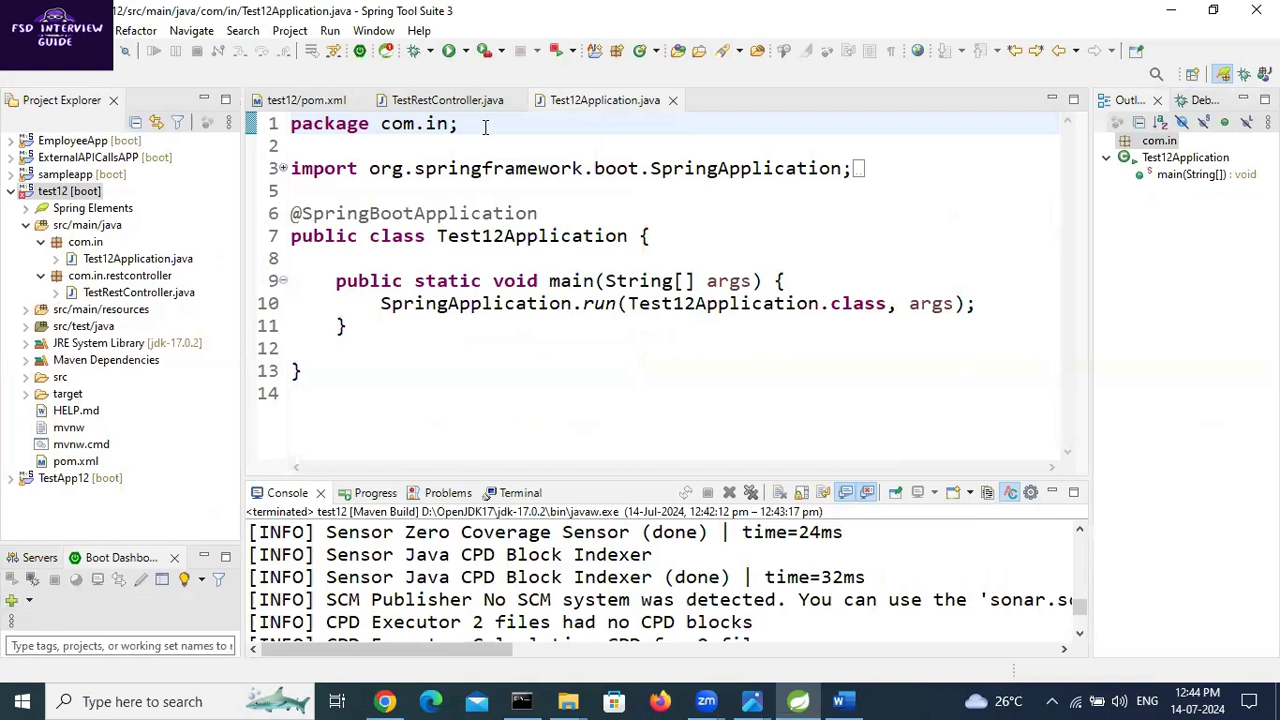 FSD INTERVIEW
GUIDE
12/src/main/java/com/in/Test12Application.java - Spring Tool Suite 3
Refactor Navigate Search Project Run Window Help
Project Explorer
test12/pom.xml TestRestController.java Test12Application.java
Outl... Deb...
EmployeeApp [boot]
ExternalAPICallsAPP [boot]
sampleapp [boot]
test12 [boot]
Spring Elements
src/main/java
com.in
Test12Application.java
com.in.restcontroller
TestRestController.java
src/main/resources
src/test/java
JRE System Library [jdk-17.0.2]
Maven Dependencies
src
target
HELP.md
mvnw
mvnw.cmd
pom.xml
TestApp12 [boot]
1 package com.in;
2
3 import org.springframework.boot.SpringApplication;
5
6 @SpringBootApplication
7 public class Test12Application {
8
9 public static void main(String[] args) {
10 SpringApplication.run(Test12Application.class, args);
11 }
12
13 }
14
com.in
Test12Application
main(String[]) : void
Servers Boot Dashbo...
Type tags, projects, or working set names to r
Console Progress Problems Terminal
<terminated> test12 [Maven Build] D:\OpenJDK17\jdk-17.0.2\bin\javaw.exe (14-Jul-2024, 12:42:12 pm – 12:43:17 pm)
[INFO] Sensor Zero Coverage Sensor (done) | time=24ms
[INFO] Sensor Java CPD Block Indexer
[INFO] Sensor Java CPD Block Indexer (done) | time=32ms
[INFO] SCM Publisher No SCM system was detected. You can use the 'sonar.sc
[INFO] CPD Executor 2 files had no CPD blocks
[INFO] CPD Executor Calculating CPD for 0 fil
Type here to search
26°C
ENG
12:44 PM
14-07-2024